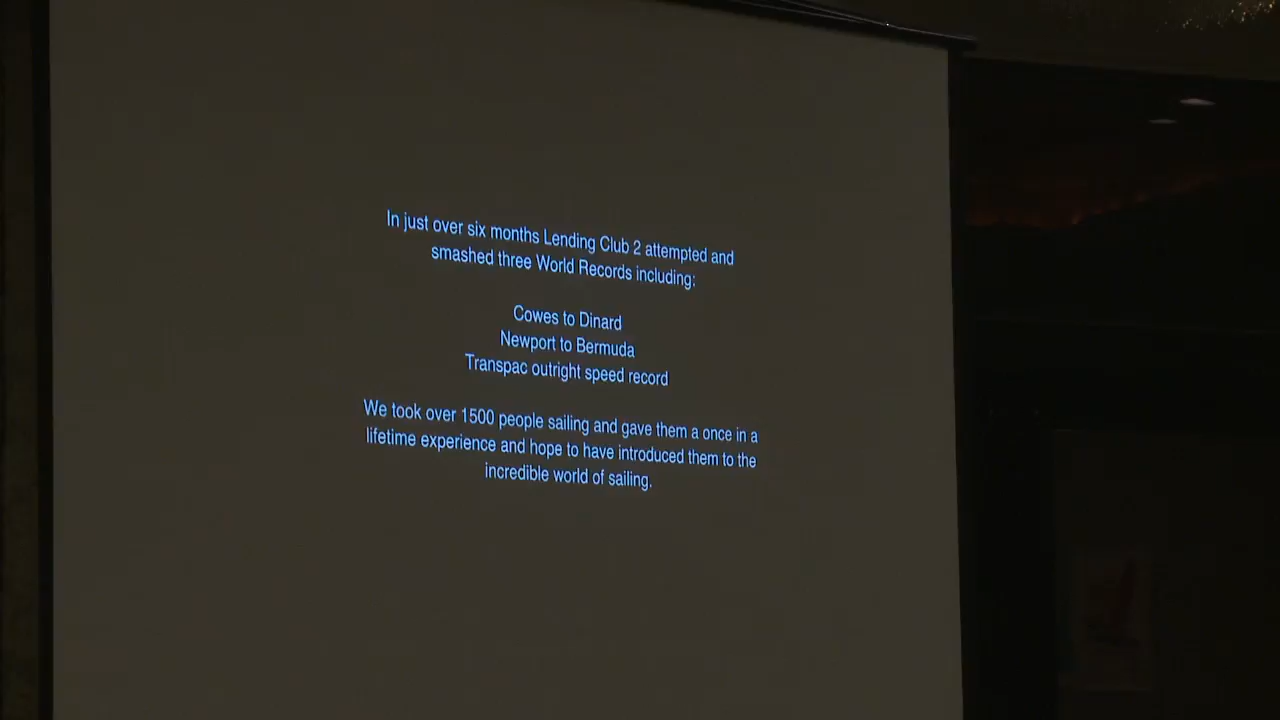 In just over six months Lending Club 2 attempted and
smashed three World Records including:
Cowes to Dinard
Newport to Bermuda
Transpac outright speed record
We took over 1500 people sailing and gave them a once in a
lifetime experience and hope to have introduced them to the
incredible world of sailing.